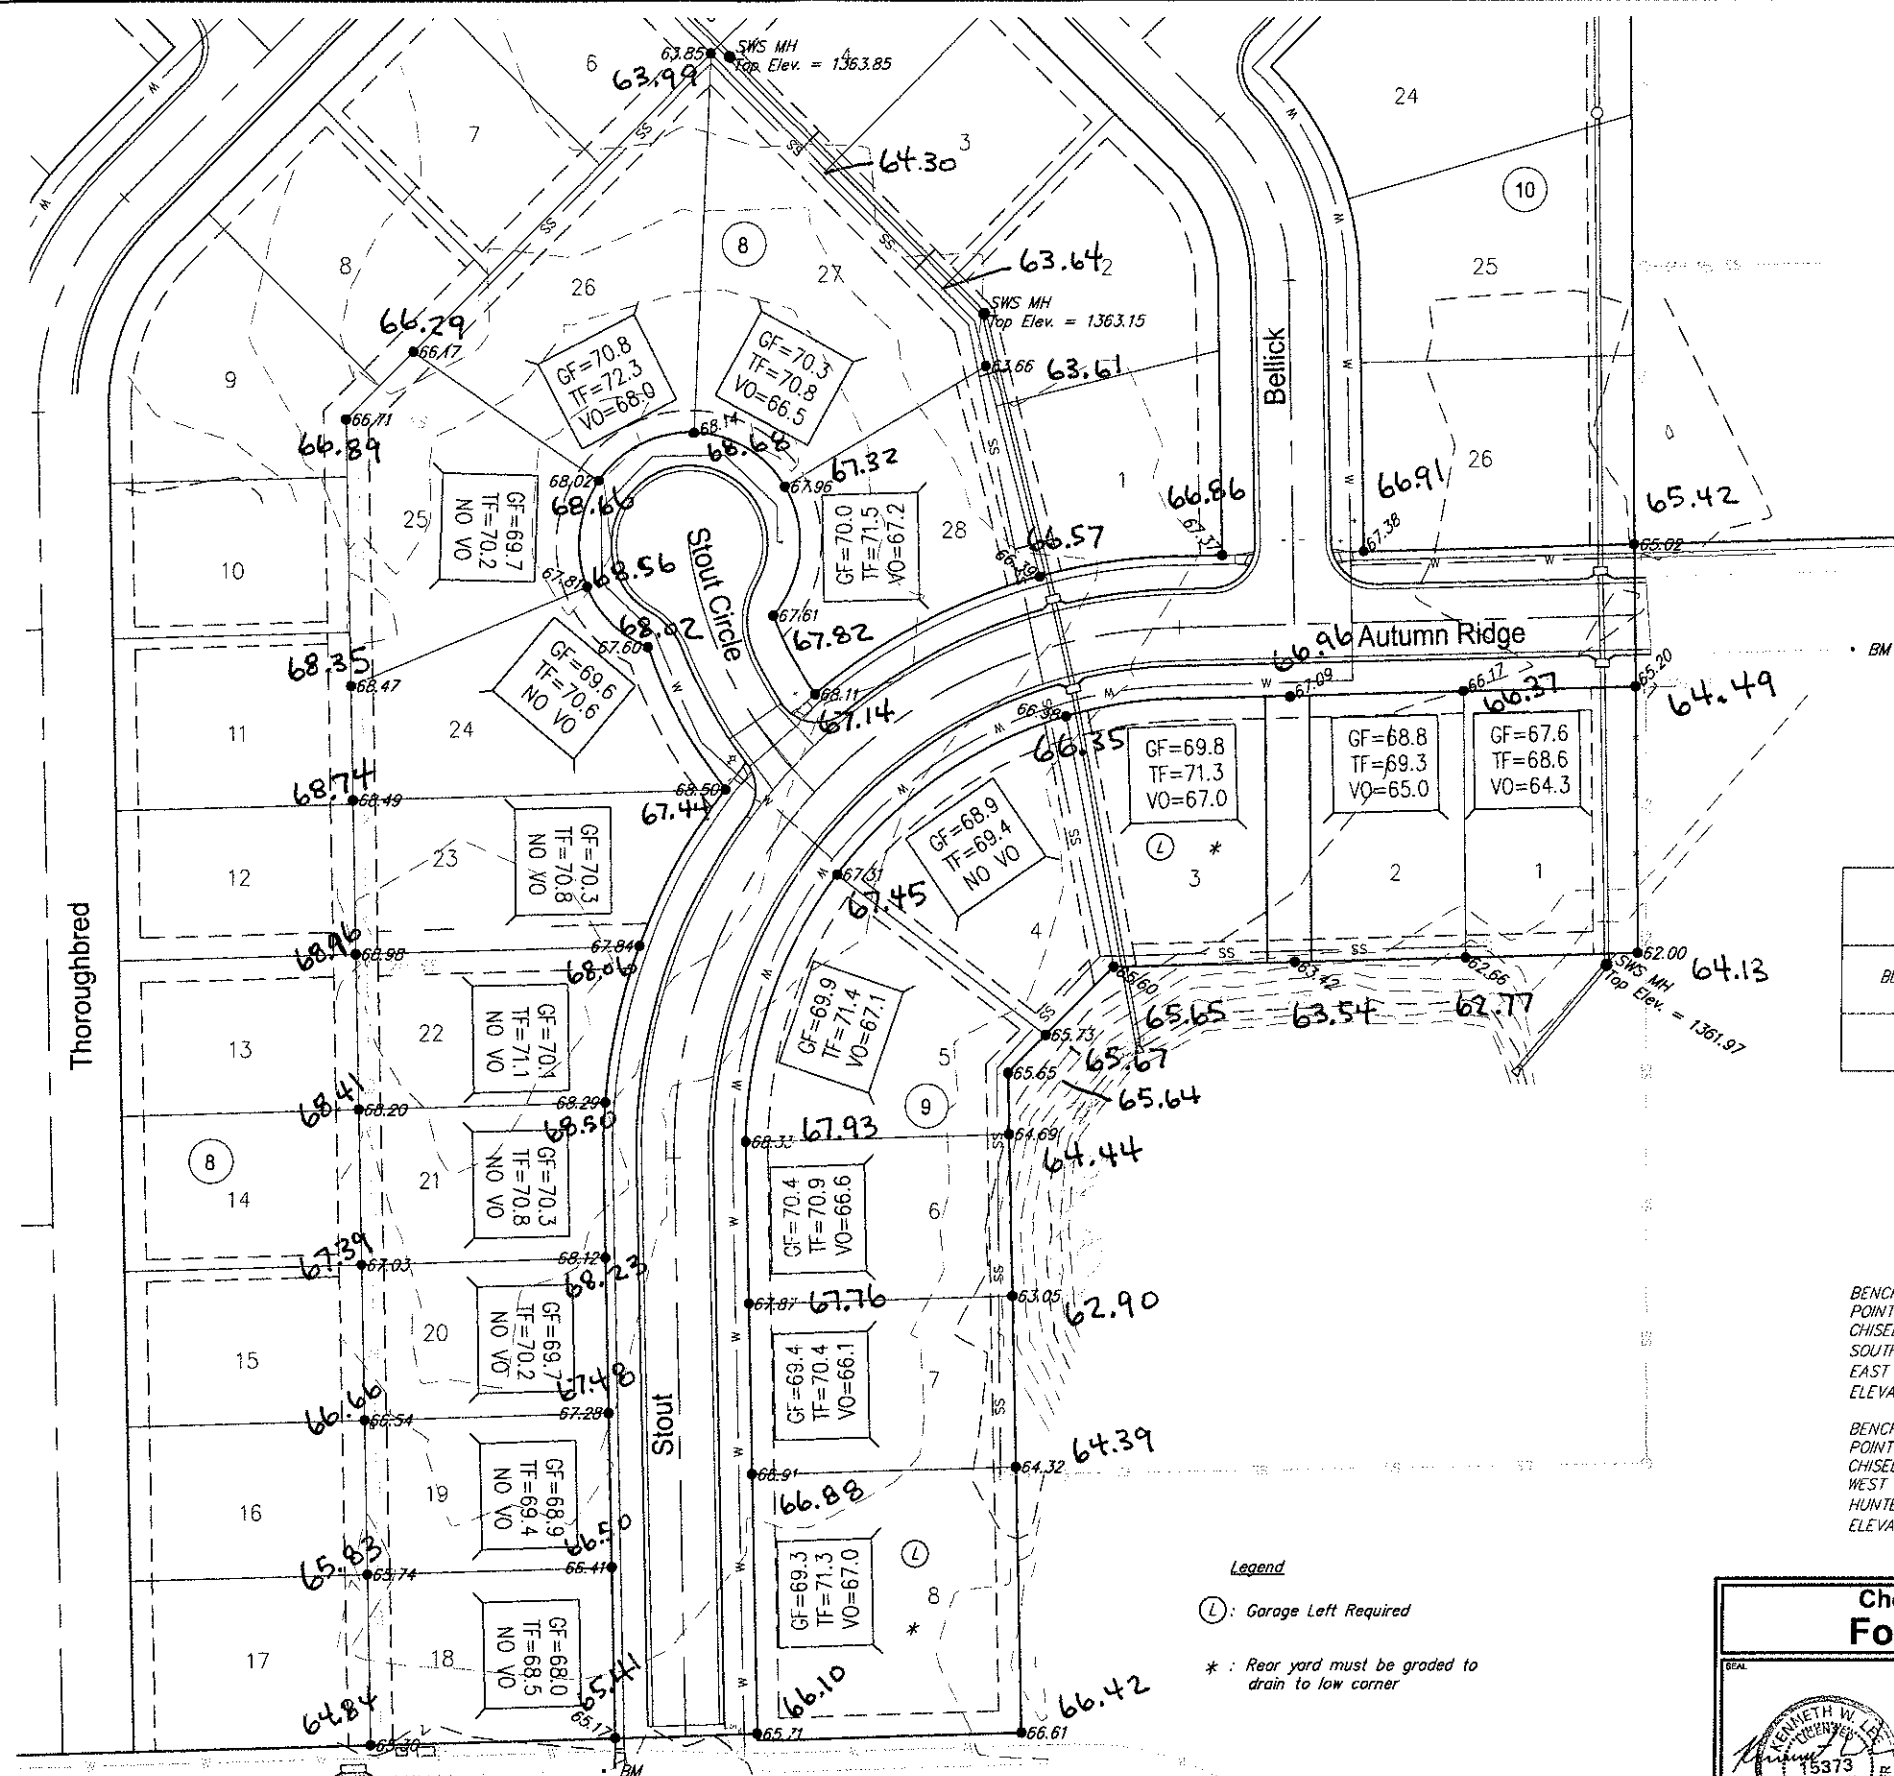 6
63.85
SWS MH
4
Top Elev. = 1363.85
63.99
7
3
64.30
24
10
8
8
26
27
63.64
2
25
SWS MH
Top Elev. = 1363.15
66.29
66.17
63.66
63.61
9
GF=70.8
TF=72.3
VO=68.0
GF=70.3
TF=70.8
VO=66.5
Bellick
66.71
66.89
68.14
68.68
67.32
67.96
68.02
68.66
25
GF=69.7
TF=70.2
NO VO
GF=70.0
TF=71.5
VO=67.2
28
1
66.86
67.37
66.91
67.38
26
65.42
65.02
10
66.57
66.39
Stout Circle
67.81
68.56
68.02
67.60
67.61
67.82
Autumn Ridge
66.96
67.09
66.17
66.37
65.20
64.49
BM
68.35
68.47
GF=69.6
TF=70.6
NO VO
11
24
68.11
67.14
66.38
66.35
GF=69.8
TF=71.3
VO=67.0
GF=68.8
TF=69.3
VO=65.0
GF=67.6
TF=68.6
VO=64.3
68.74
68.49
68.50
67.44
L *
3
2
1
12
23
GF=70.3
TF=70.8
NO VO
67.31
67.45
GF=68.9
TF=69.4
NO VO
4
Thoroughbred
68.96
68.98
67.84
68.06
65.60
65.65
63.42
63.54
62.66
62.77
62.00
64.13
SWS MH
Top Elev. = 1361.97
13
22
GF=70.1
TF=71.1
NO VO
GF=69.9
TF=71.4
VO=67.1
5
65.73
65.67
65.65
65.64
9
68.41
68.20
68.29
68.50
68.33
67.93
64.69
64.44
8
14
21
GF=70.3
TF=70.8
NO VO
GF=70.4
TF=70.9
VO=66.6
6
67.39
67.03
68.12
68.23
67.87
67.76
63.05
62.90
15
20
GF=69.7
TF=70.2
NO VO
GF=69.4
TF=70.4
VO=66.1
7
66.66
66.54
67.48
67.28
Stout
66.91
66.88
64.32
64.39
16
19
GF=68.9
TF=69.4
NO VO
65.83
65.74
66.50
66.41
GF=69.3
TF=71.3
VO=67.0
L
8
*
17
18
GF=68.0
TF=68.5
NO VO
64.84
65.30
65.41
65.17
66.10
65.71
66.42
66.61
BM
Legend
L : Garage Left Required
* : Rear yard must be graded to
drain to low corner
BENCH
POINT
CHISEL
SOUTH
EAST
ELEVA
BENCH
POINT
CHISEL
WEST
HUNTE
ELEVA
Che
Fo
SEAL
KENNETH W. LE
LICENSED
15373